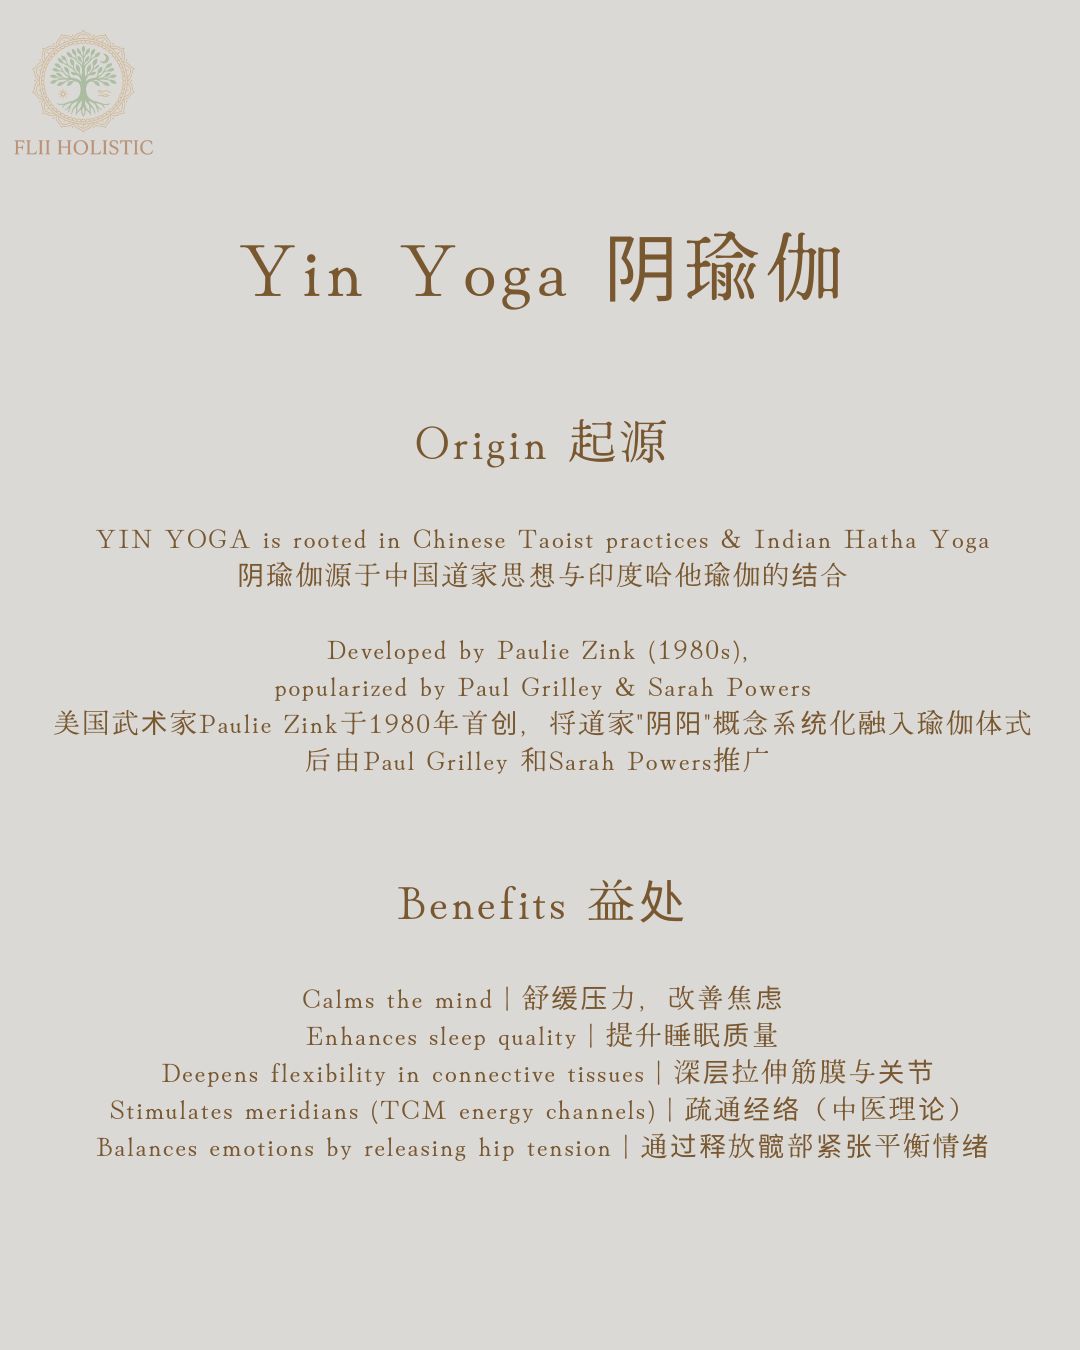 FLII HOLISTIC
Yin Yoga 阴瑜伽
Origin 起源
YIN YOGA is rooted in Chinese Taoist practices & Indian Hatha Yoga
阴瑜伽源于中国道家思想与印度哈他瑜伽的结合
Developed by Paulie Zink (1980s),
popularized by Paul Grilley & Sarah Powers
美国武术家Paulie Zink于1980年首创，将道家"阴阳"概念系统化融入瑜伽体式
后由Paul Grilley 和Sarah Powers推广
Benefits 益处
Calms the mind | 舒缓压力，改善焦虑
Enhances sleep quality | 提升睡眠质量
Deepens flexibility in connective tissues | 深层拉伸筋膜与关节
Stimulates meridians (TCM energy channels) | 疏通经络（中医理论）
Balances emotions by releasing hip tension | 通过释放髋部紧张平衡情绪